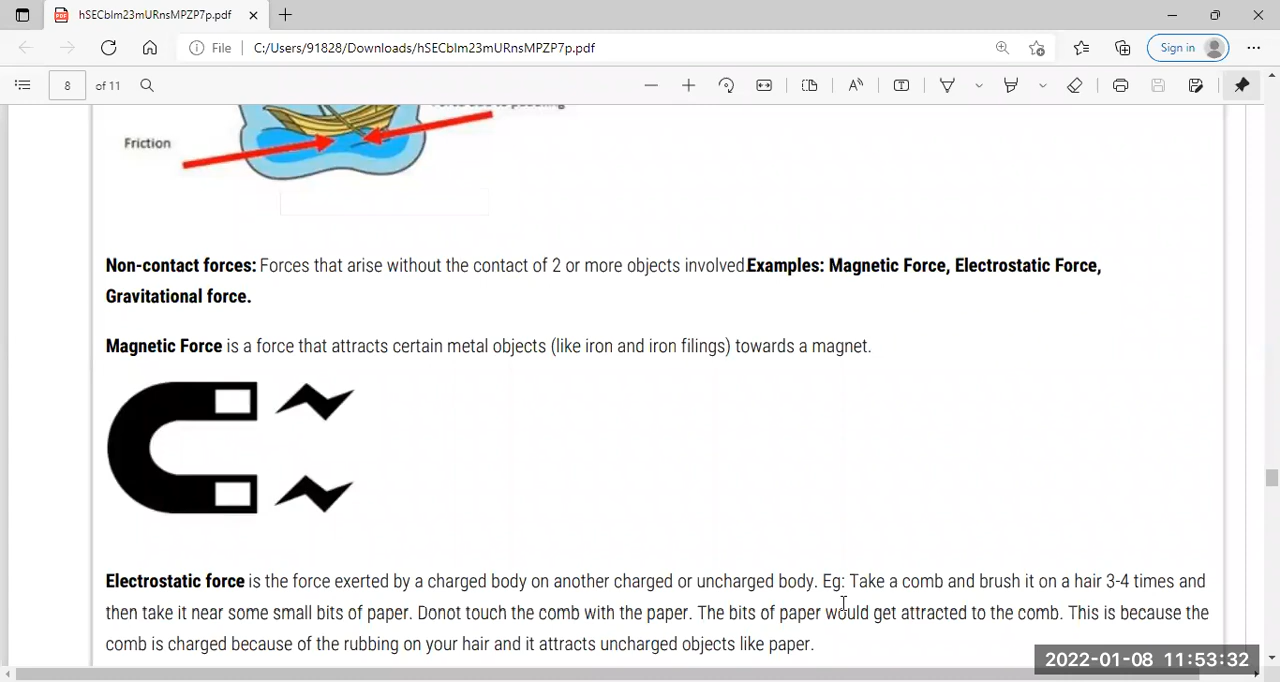 hSECblm23mURnsMPZP7p.pdf
File C:/Users/91828/Downloads/hSECblm23mURnsMPZP7p.pdf
Sign in
8 of 11
Friction
Non-contact forces: Forces that arise without the contact of 2 or more objects involved.Examples: Magnetic Force, Electrostatic Force,
Gravitational force.
Magnetic Force is a force that attracts certain metal objects (like iron and iron filings) towards a magnet.
Electrostatic force is the force exerted by a charged body on another charged or uncharged body. Eg: Take a comb and brush it on a hair 3-4 times and
then take it near some small bits of paper. Donot touch the comb with the paper. The bits of paper would get attracted to the comb. This is because the
comb is charged because of the rubbing on your hair and it attracts uncharged objects like paper.
2022-01-08 11:53:32